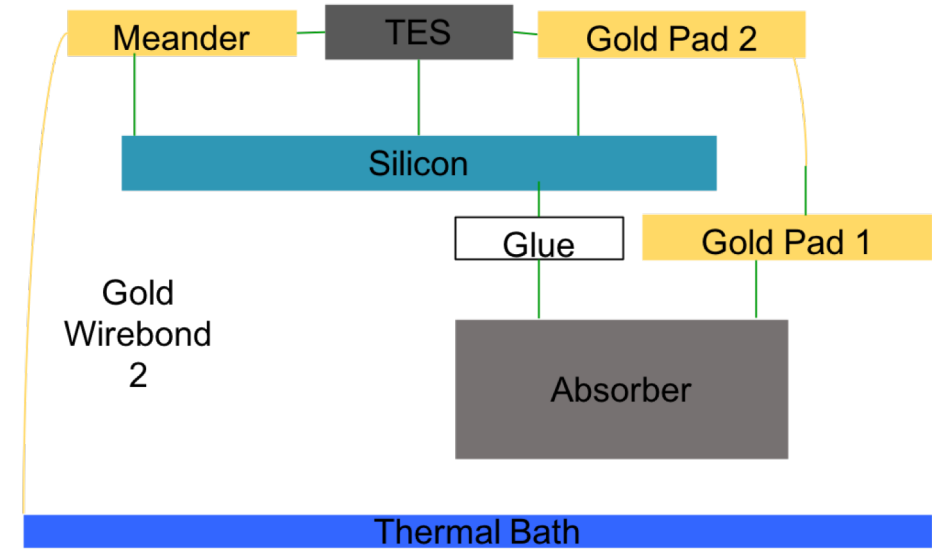 Meander
TES
Gold Pad 2
Silicon
Glue
Gold Pad 1
Gold
Wirebond
2
Absorber
Thermal Bath